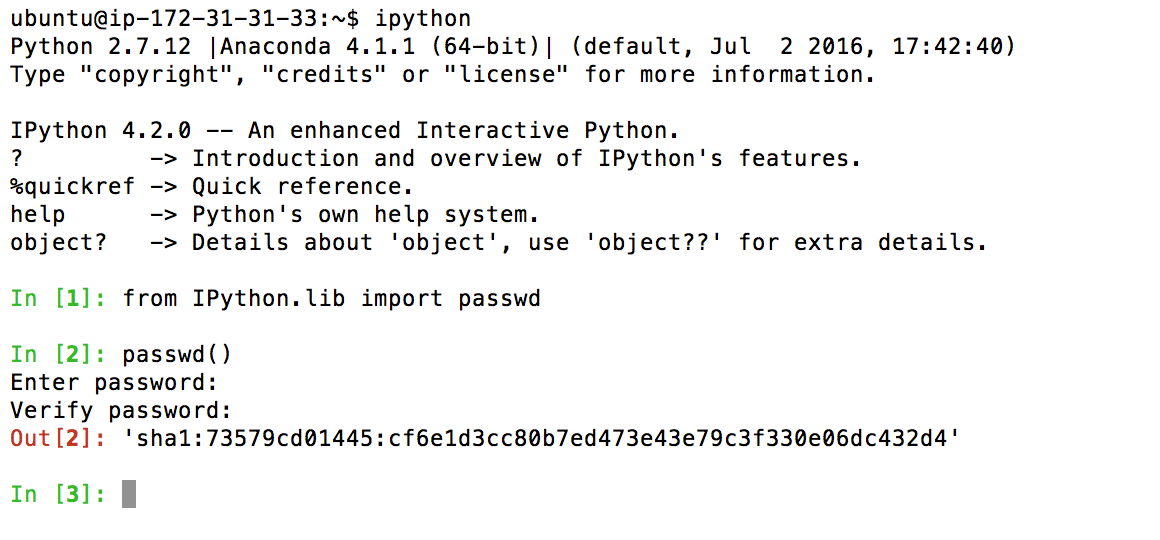 ubuntu@ip-172-31-31-33:~$ ipython
Python 2.7.12 |Anaconda 4.1.1 (64-bit)| (default, Jul  2 2016, 17:42:40)
Type "copyright", "credits" or "license" for more information.

IPython 4.2.0 -- An enhanced Interactive Python.
?         -> Introduction and overview of IPython's features.
%quickref -> Quick reference.
help      -> Python's own help system.
object?   -> Details about 'object', use 'object??' for extra details.

In [1]: from IPython.lib import passwd

In [2]: passwd()
Enter password:
Verify password:
Out[2]: 'sha1:73579cd01445:cf6e1d3cc80b7ed473e43e79c3f330e06dc432d4'

In [3]: